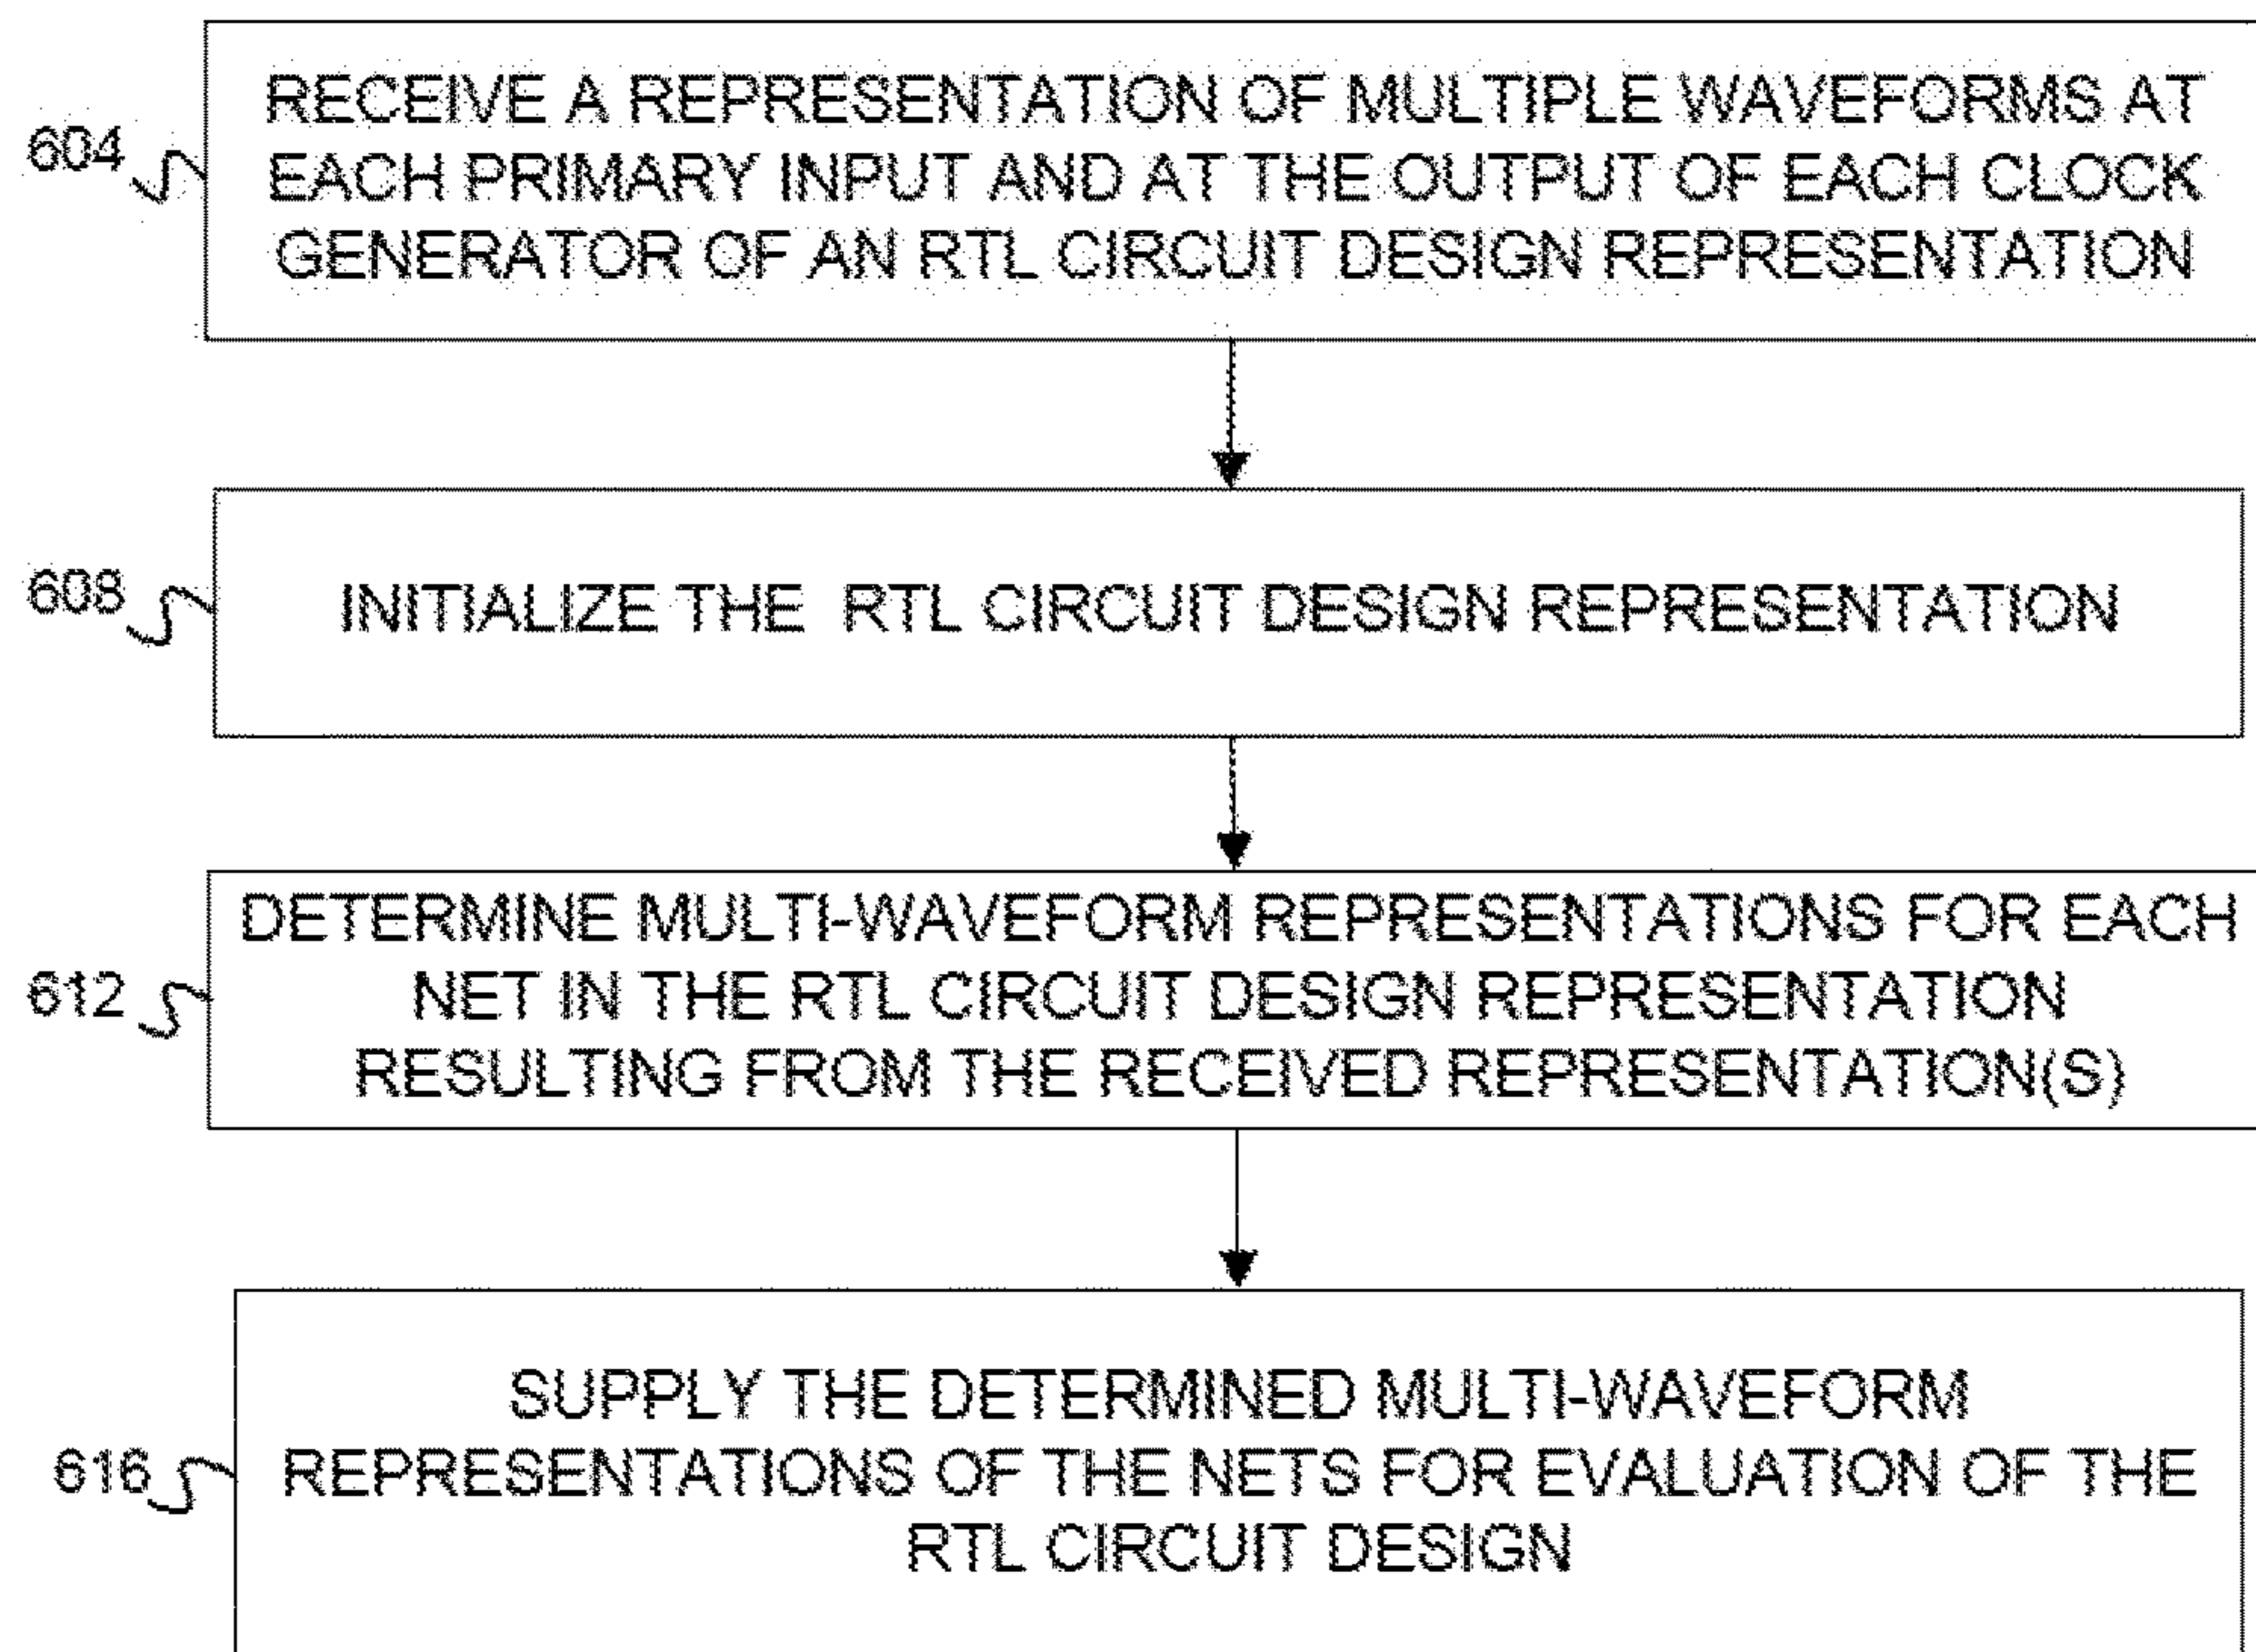 604
RECEIVE A REPRESENTATION OF MULTIPLE WAVEFORMS AT
EACH PRIMARY INPUT AND AT THE OUTPUT OF EACH CLOCK
GENERATOR OF AN RTL CIRCUIT DESIGN REPRESENTATION
608
INITIALIZE THE RTL CIRCUIT DESIGN REPRESENTATION
612
DETERMINE MULTI-WAVEFORM REPRESENTATIONS FOR EACH
NET IN THE RTL CIRCUIT DESIGN REPRESENTATION
RESULTING FROM THE RECEIVED REPRESENTATION(S)
616
SUPPLY THE DETERMINED MULTI-WAVEFORM
REPRESENTATIONS OF THE NETS FOR EVALUATION OF THE
RTL CIRCUIT DESIGN